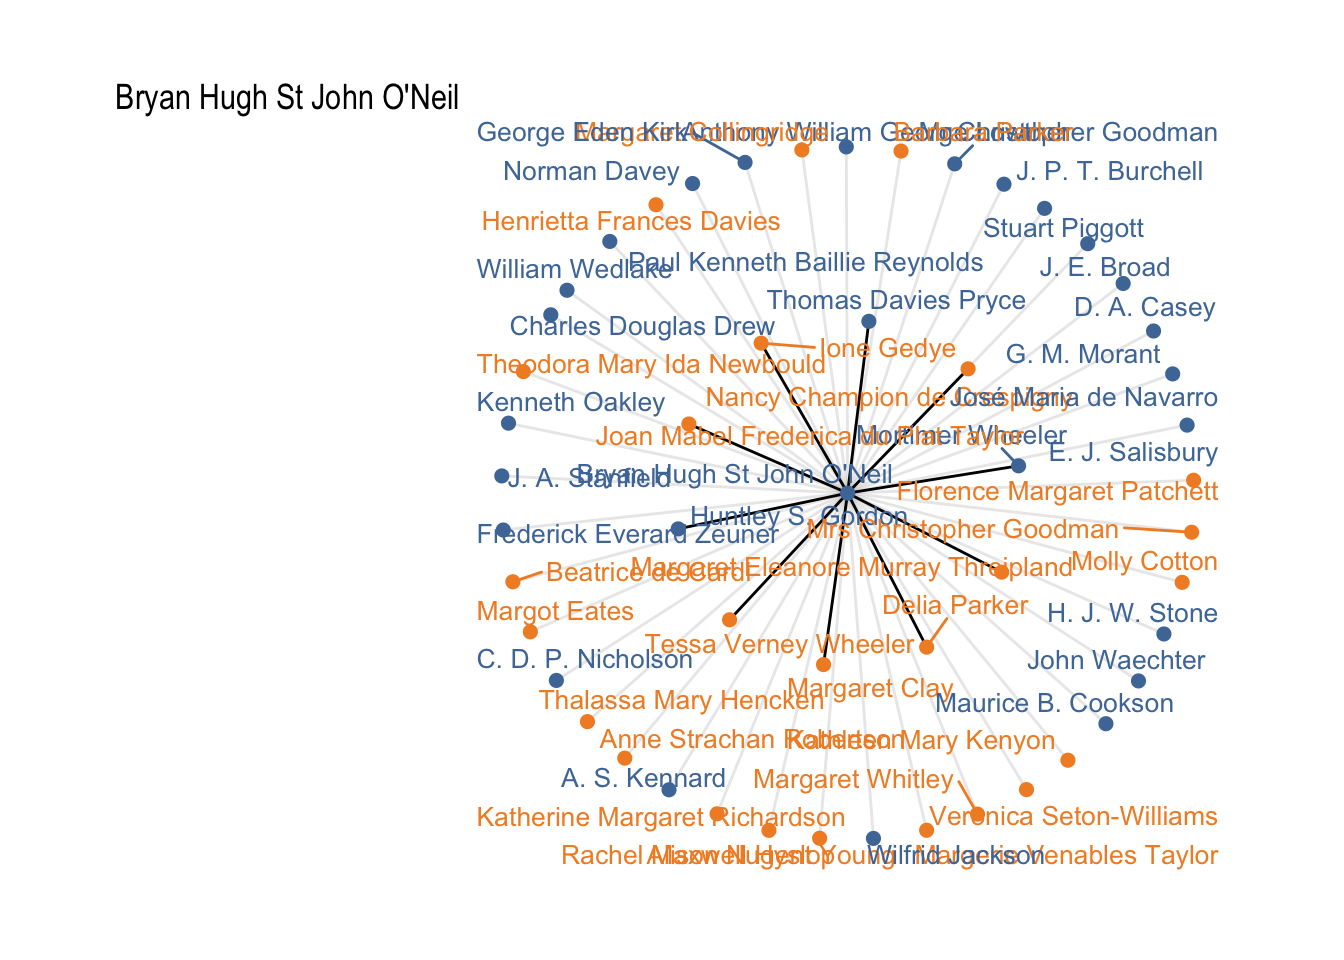 Bryan Hugh St John O'Neil
George Eden Kirk
Margaret Collingridge
Anthony William George Lowther
Barbara Parker
Mr Christopher Goodman
Norman Davey
J. P. T. Burchell
Henrietta Frances Davies
Stuart Piggott
William Wedlake
Paul Kenneth Baillie Reynolds
J. E. Broad
Thomas Davies Pryce
D. A. Casey
Charles Douglas Drew
Ione Gedye
G. M. Morant
Theodora Mary Ida Newbould
Nancy Champion de Crespigny
José Maria de Navarro
Kenneth Oakley
Joan Mabel Frederica du Plat Taylor
Mortimer Wheeler
E. J. Salisbury
J. A. Stanfield
Bryan Hugh St John O'Neil
Florence Margaret Patchett
Huntley S. Gordon
Mrs Christopher Goodman
Frederick Everard Zeuner
Beatrice de Cardi
Margaret Eleanore Murray Threipland
Molly Cotton
Margot Eates
Delia Parker
H. J. W. Stone
Tessa Verney Wheeler
C. D. P. Nicholson
John Waechter
Margaret Clay
Thalassa Mary Hencken
Maurice B. Cookson
Anne Strachan Robertson
Kathleen Mary Kenyon
A. S. Kennard
Margaret Whitley
Katherine Margaret Richardson
Veronica Seton-Williams
Rachel Maxwell Hyslop
Alison Nugent Young
Wilfrid Jackson
Margerie Venables Taylor